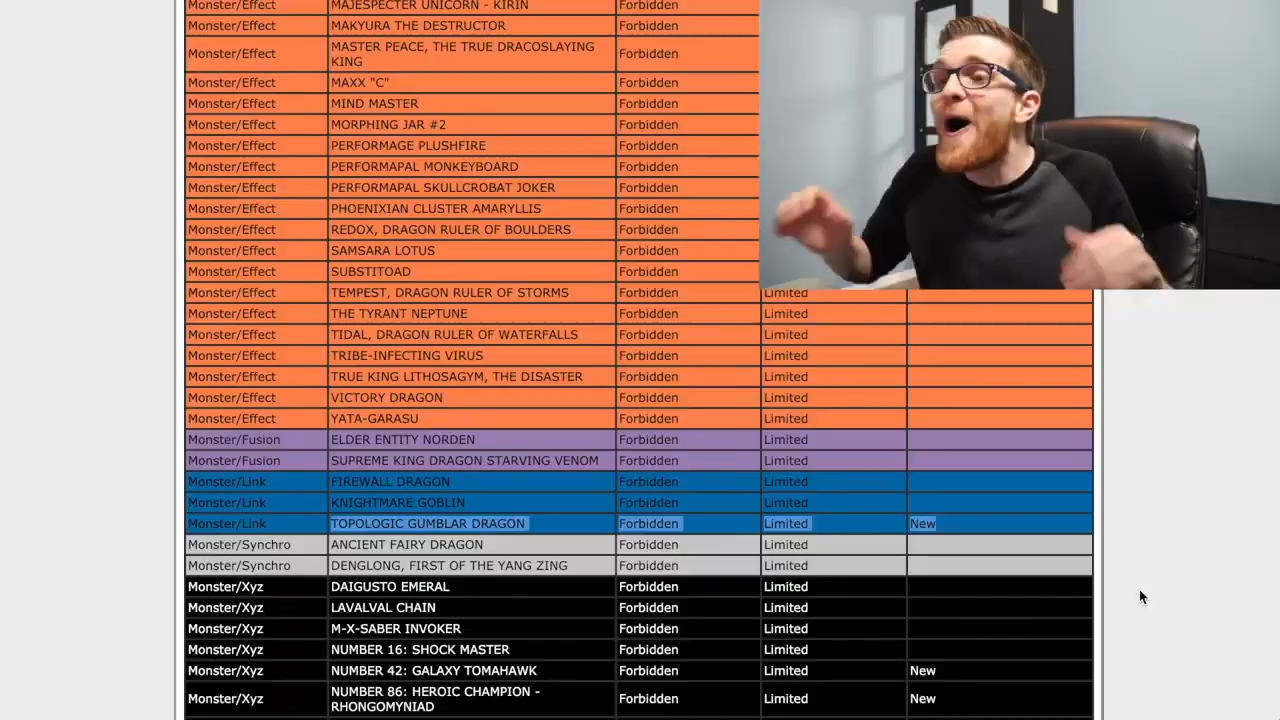 Monster/Effect MAJESPECTER UNICORN - KIRIN Forbidden
Monster/Effect MAKYURA THE DESTRUCTOR Forbidden
Monster/Effect MASTER PEACE, THE TRUE DRACOSLAYING KING Forbidden
Monster/Effect MAXX "C" Forbidden
Monster/Effect MIND MASTER Forbidden
Monster/Effect MORPHING JAR #2 Forbidden
Monster/Effect PERFORMAGE PLUSHFIRE Forbidden
Monster/Effect PERFORMAPAL MONKEYBOARD Forbidden
Monster/Effect PERFORMAPAL SKULLCROBAT JOKER Forbidden
Monster/Effect PHOENIXIAN CLUSTER AMARYLLIS Forbidden
Monster/Effect REDOX, DRAGON RULER OF BOULDERS Forbidden
Monster/Effect SAMSARA LOTUS Forbidden
Monster/Effect SUBSTITOAD Forbidden
Monster/Effect TEMPEST, DRAGON RULER OF STORMS Forbidden Limited
Monster/Effect THE TYRANT NEPTUNE Forbidden Limited
Monster/Effect TIDAL, DRAGON RULER OF WATERFALLS Forbidden Limited
Monster/Effect TRIBE-INFECTING VIRUS Forbidden Limited
Monster/Effect TRUE KING LITHOSAGYM, THE DISASTER Forbidden Limited
Monster/Effect VICTORY DRAGON Forbidden Limited
Monster/Effect YATA-GARASU Forbidden Limited
Monster/Fusion ELDER ENTITY NORDEN Forbidden Limited
Monster/Fusion SUPREME KING DRAGON STARVING VENOM Forbidden Limited
Monster/Link FIREWALL DRAGON Forbidden Limited
Monster/Link KNIGHTMARE GOBLIN Forbidden Limited
Monster/Link TOPOLOGIC GUMBLAR DRAGON Forbidden Limited New
Monster/Synchro ANCIENT FAIRY DRAGON Forbidden Limited
Monster/Synchro DENGLONG, FIRST OF THE YANG ZING Forbidden Limited
Monster/Xyz DAIGUSTO EMERAL Forbidden Limited
Monster/Xyz LAVALVAL CHAIN Forbidden Limited
Monster/Xyz M-X-SABER INVOKER Forbidden Limited
Monster/Xyz NUMBER 16: SHOCK MASTER Forbidden Limited
Monster/Xyz NUMBER 42: GALAXY TOMAHAWK Forbidden Limited New
Monster/Xyz NUMBER 86: HEROIC CHAMPION - RHONGOMYNIAD Forbidden Limited New